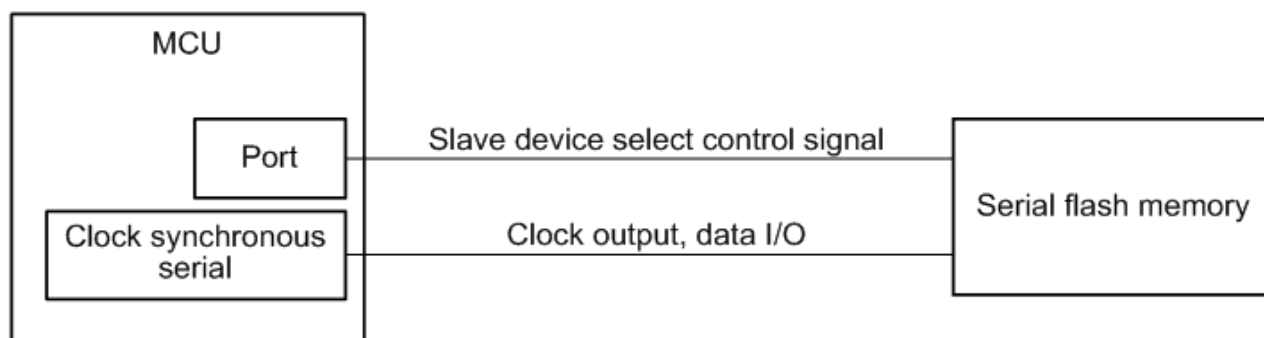 MCU
Port
Slave device select control signal
Serial flash memory
Clock synchronous
serial
Clock output, data I/O